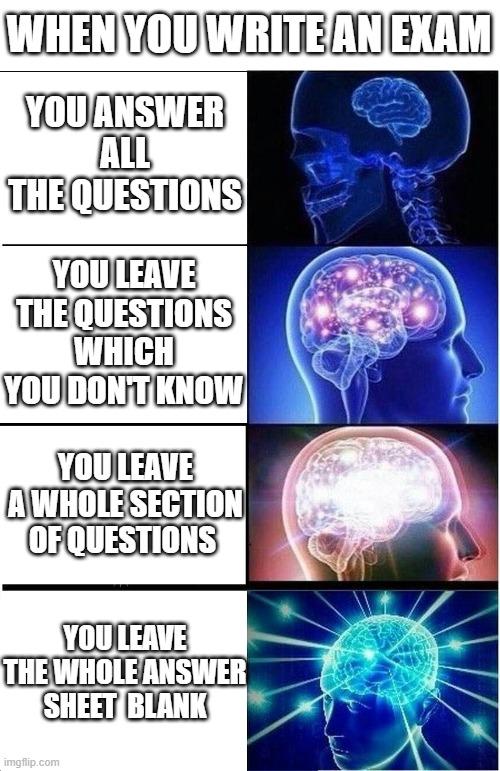 WHEN YOU WRITE AN EXAM
YOU ANSWER
ALL
THE QUESTIONS
YOU LEAVE
THE QUESTIONS
WHICH
YOU DON'T KNOW
YOU LEAVE
A WHOLE SECTION
OF QUESTIONS
YOU LEAVE
THE WHOLE ANSWER
SHEET BLANK
imgflip.com